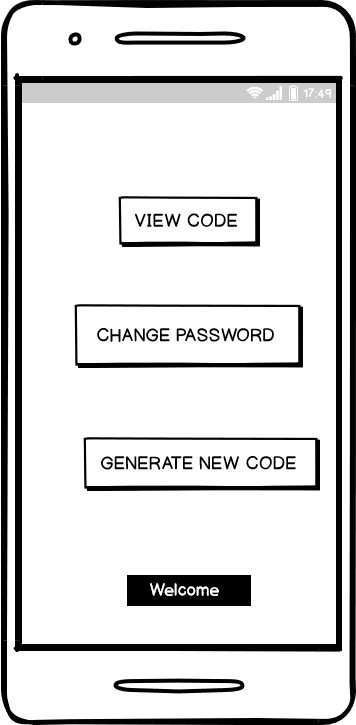 17:49
VIEW CODE
CHANGE PASSWORD
GENERATE NEW CODE
Welcome